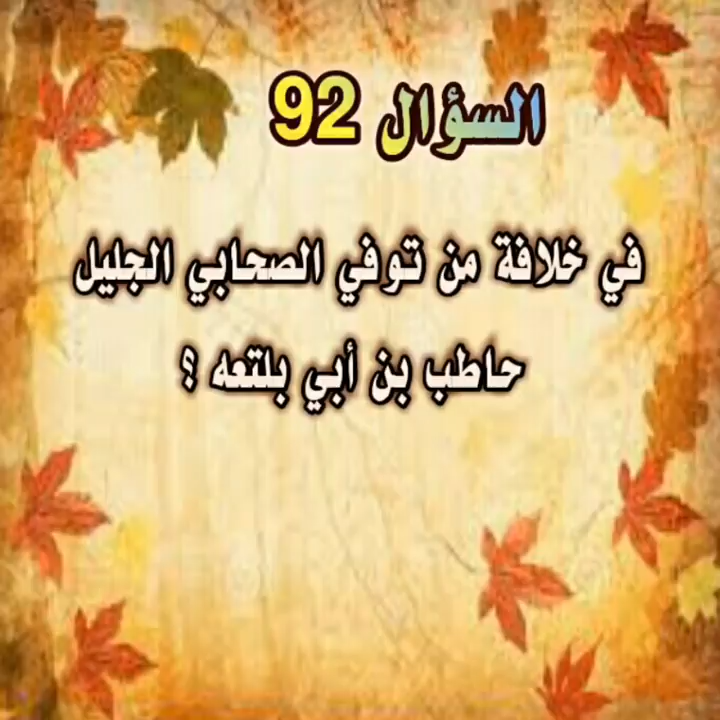 السؤال 92
في خلافة من توفي الصحابي الجليل
حاطب بن أبي بلتعه ؟